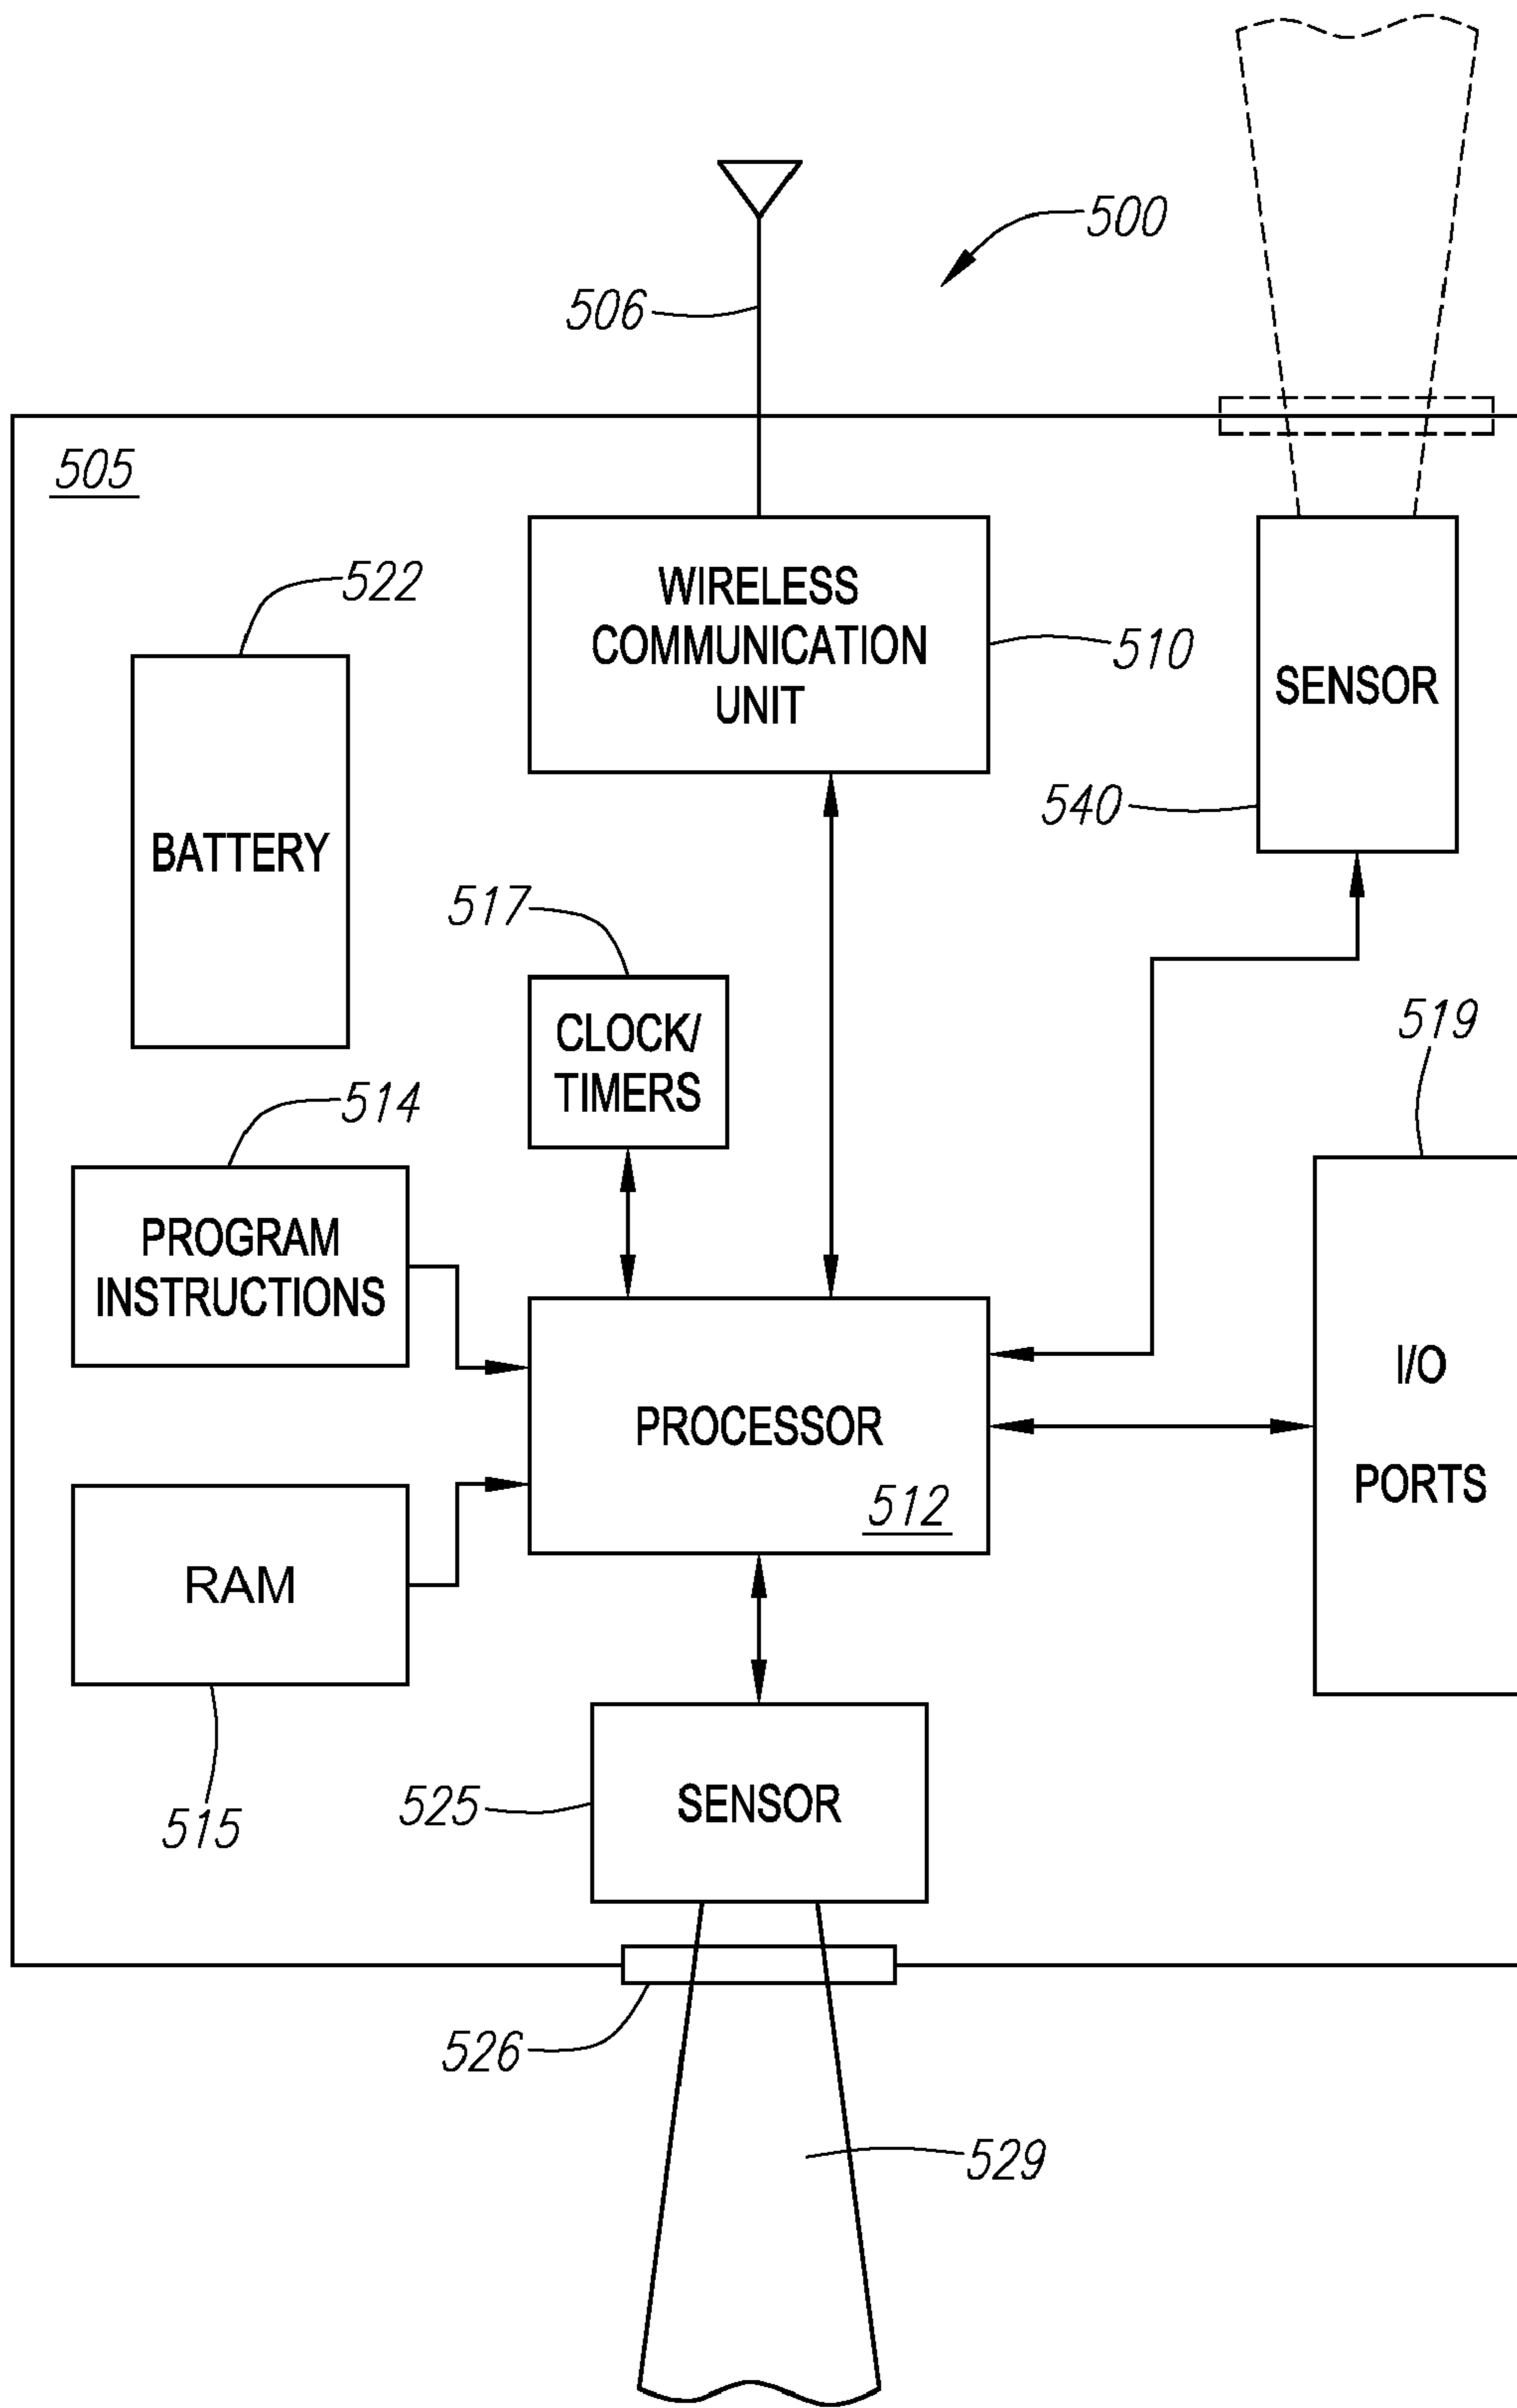 500
506
505
522
WIRELESS
COMMUNICATION
UNIT
510
SENSOR
540
BATTERY
517
CLOCK/
TIMERS
519
514
PROGRAM
INSTRUCTIONS
I/O
PORTS
PROCESSOR
512
RAM
515
525
SENSOR
526
529